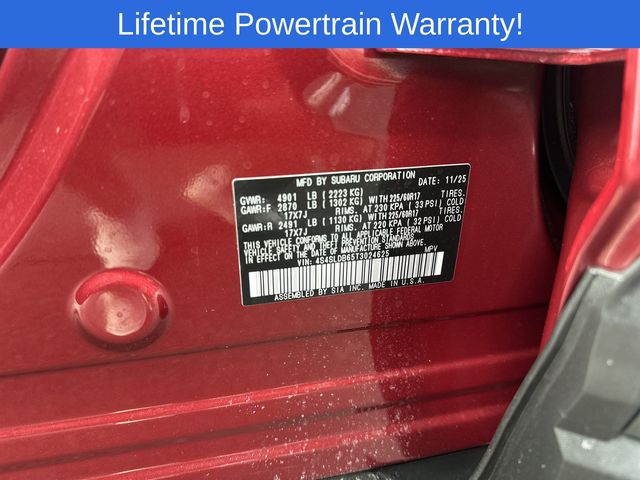 Lifetime Powertrain Warranty!
MFD BY SUBARU CORPORATION DATE: 11/25
GVWR: 4901 LB ( 2223 KG)
GAWR:F 2870 LB ( 1302 KG) WITH 225/60R17 TIRES.
17X7J RIMS. AT 230 KPA ( 33 PSI) COLD
GAWR:R 2491 LB ( 1130 KG) WITH 225/60R17 TIRES.
17X7J RIMS. AT 220 KPA ( 32 PSI) COLD
THIS VEHICLE CONFORMS TO ALL APPLICABLE FEDERAL MOTOR
VEHICLE SAFETY AND THEFT PREVENTION STANDARDS
IN EFFECT ON THE DATE OF MANUFACTURE SHOWN ABOVE.
VIN: 4S4SLDB65T3024625 MPV
ASSEMBLED BY SIA INC. MADE IN U.S.A.